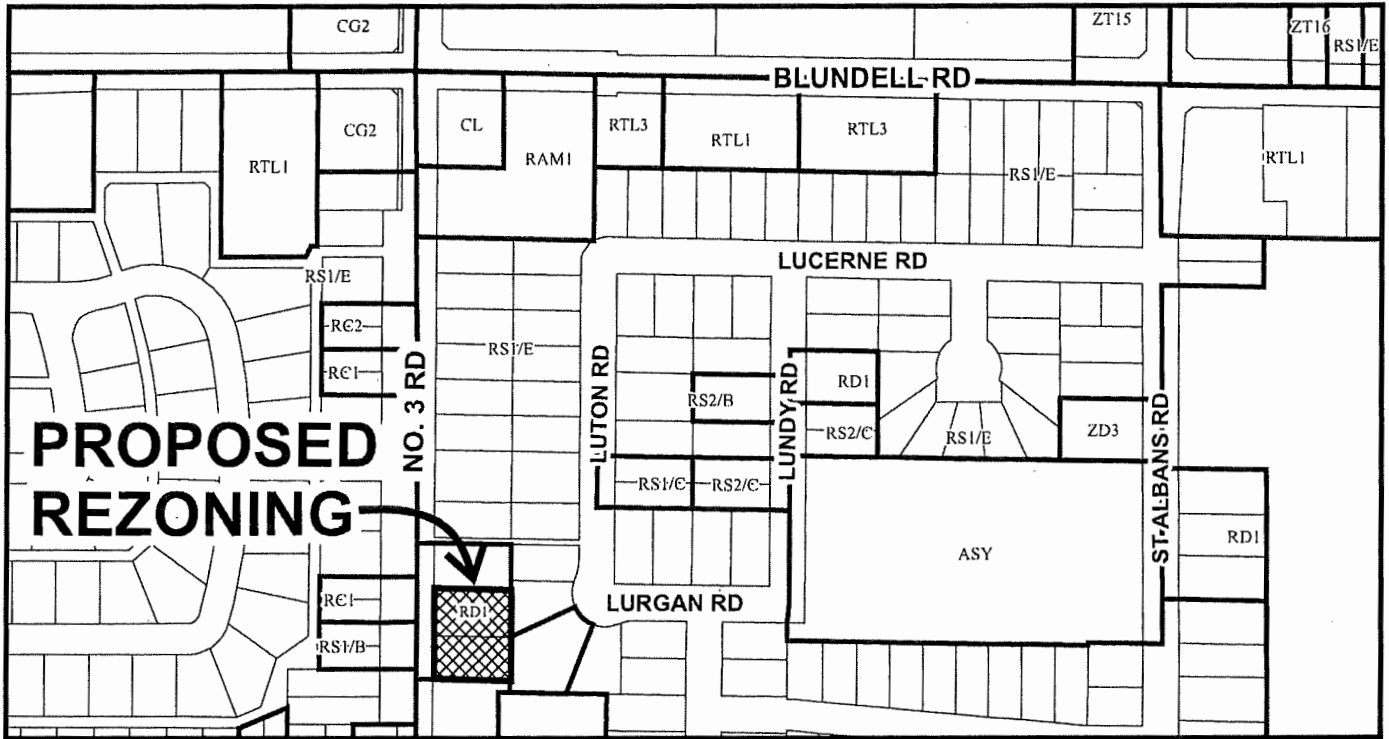 CG2
ZT15
ZT16
RS1/E
BLUNDELL RD
CG2
CL
RTL3
RTL1
RTL3
RTL1
RAM1
RS1/E
RTL1
LUCERNE RD
RS1/E
RC2
RC1
NO. 3 RD
RS1/E
LUTON RD
RS2/B
LUNDY RD
RD1
RS2/C
RS1/E
ZD3
ST ALBANS RD
PROPOSED
REZONING
RS1/C
RS2/C
ASY
RD1
RC1
RD1
LURGAN RD
RS1/B